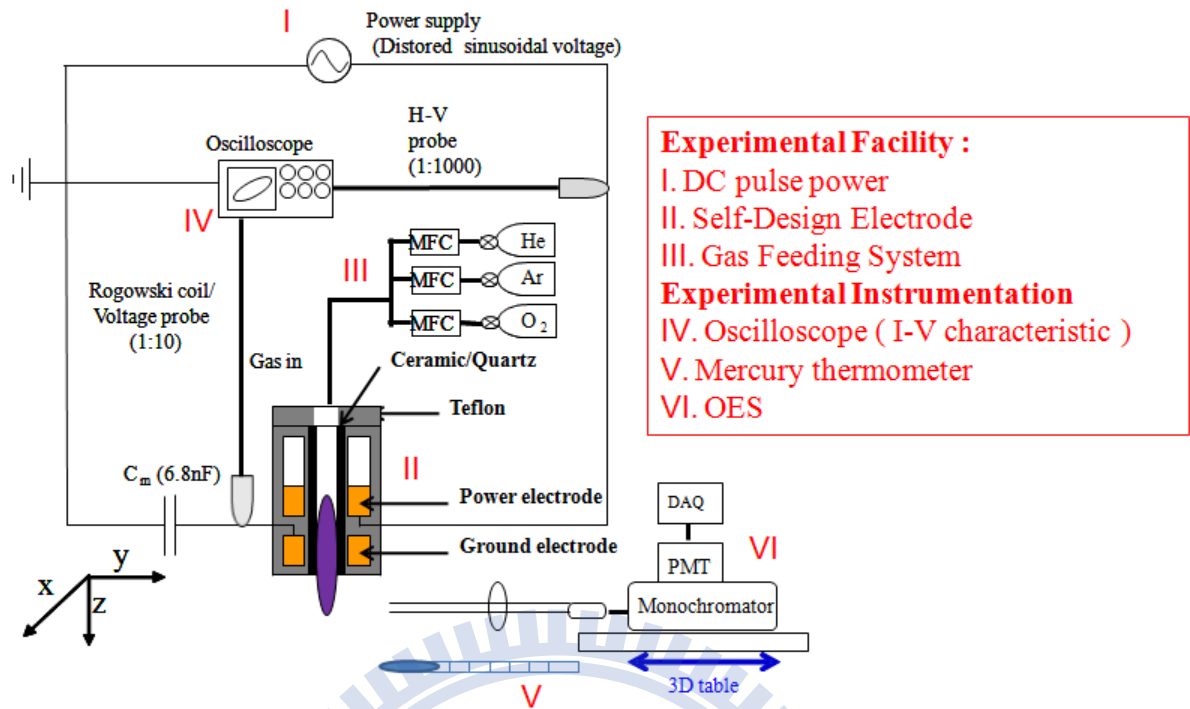 I
Power supply
(Distored sinusoidal voltage)
H-V
probe
(1:1000)
Oscilloscope
IV
Experimental Facility :
I. DC pulse power
II. Self-Design Electrode
III. Gas Feeding System
Experimental Instrumentation
IV. Oscilloscope ( I-V characteristic )
V. Mercury thermometer
VI. OES
III
MFC He
MFC Ar
MFC O2
Rogowski coil/
Voltage probe
(1:10)
Gas in
Ceramic/Quartz
Teflon
II
Cm (6.8nF)
Power electrode
Ground electrode
DAQ
PMT
VI
Monochromator
y
x
z
V
3D table